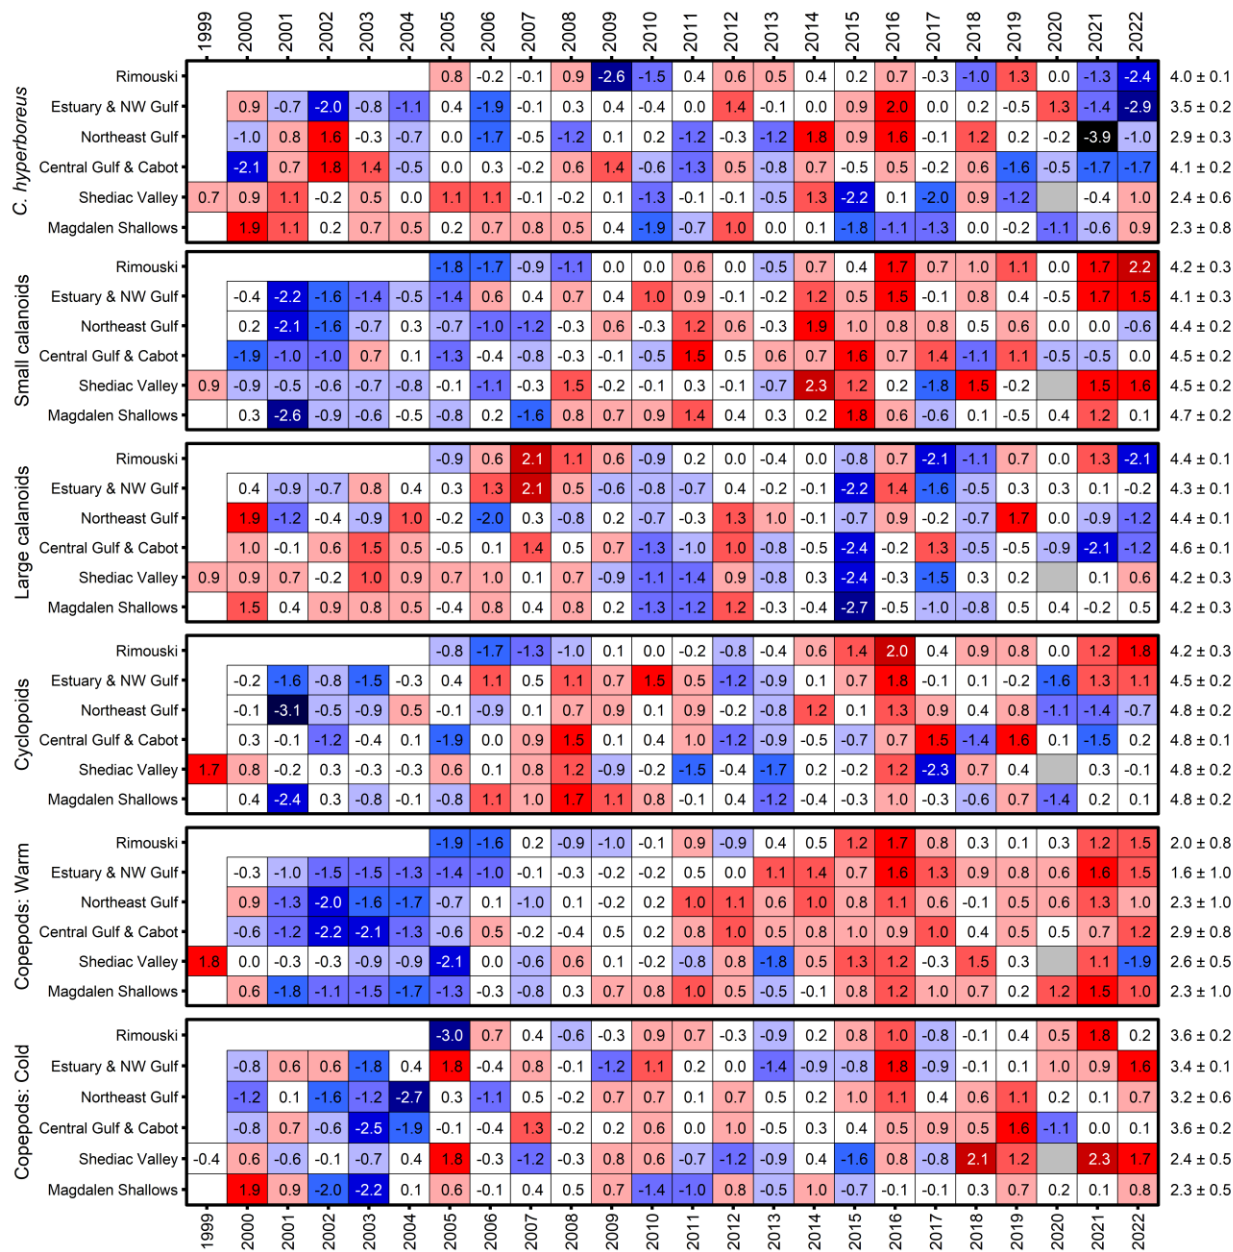 1999 2000 2001 2002 2003 2004 2005 2006 2007 2008 2009 2010 2011 2012 2013 2014 2015 2016 2017 2018 2019 2020 2021 2022
C. hyperboreus
Rimouski 0.8 -0.2 -0.1 0.9 -2.6 -1.5 0.4 0.6 0.5 0.4 0.2 0.7 -0.3 -1.0 1.3 0.0 -1.3 -2.4 4.0 ± 0.1
Estuary & NW Gulf 0.9 -0.7 -2.0 -0.8 -1.1 0.4 -1.9 -0.1 0.3 0.4 -0.4 0.0 1.4 -0.1 0.0 0.9 2.0 0.0 0.2 -0.5 1.3 -1.4 -2.9 3.5 ± 0.2
Northeast Gulf -1.0 0.8 1.6 -0.3 -0.7 0.0 -1.7 -0.5 -1.2 0.1 0.2 -1.2 -0.3 -1.2 1.8 0.9 1.6 -0.1 1.2 0.2 -0.2 -3.9 -1.0 2.9 ± 0.3
Central Gulf & Cabot -2.1 0.7 1.8 1.4 -0.5 0.0 0.3 -0.2 0.6 1.4 -0.6 -1.3 0.5 -0.8 0.7 -0.5 0.5 -0.2 0.6 -1.6 -0.5 -1.7 -1.7 4.1 ± 0.2
Shediac Valley 0.7 0.9 1.1 -0.2 0.5 0.0 1.1 1.1 -0.1 -0.2 0.1 -1.3 -0.1 -0.1 -0.5 1.3 -2.2 0.1 -2.0 0.9 -1.2 -0.4 1.0 2.4 ± 0.6
Magdalen Shallows 1.9 1.1 0.2 0.7 0.5 0.2 0.7 0.8 0.5 0.4 -1.9 -0.7 1.0 0.0 0.1 -1.8 -1.1 -1.3 0.0 -0.2 -1.1 -0.6 0.9 2.3 ± 0.8
Small calanoids
Rimouski -1.8 -1.7 -0.9 -1.1 0.0 0.0 0.6 0.0 -0.5 0.7 0.4 1.7 0.7 1.0 1.1 0.0 1.7 2.2 4.2 ± 0.3
Estuary & NW Gulf -0.4 -2.2 -1.6 -1.4 -0.5 -1.4 0.6 0.4 0.7 0.4 1.0 0.9 -0.1 -0.2 1.2 0.5 1.5 -0.1 0.8 0.4 -0.5 1.7 1.5 4.1 ± 0.3
Northeast Gulf 0.2 -2.1 -1.6 -0.7 0.3 -0.7 -1.0 -1.2 -0.3 0.6 -0.3 1.2 0.6 -0.3 1.9 1.0 0.8 0.8 0.5 0.6 0.0 0.0 -0.6 4.4 ± 0.2
Central Gulf & Cabot -1.9 -1.0 -1.0 0.7 0.1 -1.3 -0.4 -0.8 -0.3 -0.1 -0.5 1.5 0.5 0.6 0.7 1.6 0.7 1.4 -1.1 1.1 -0.5 -0.5 0.0 4.5 ± 0.2
Shediac Valley 0.9 -0.9 -0.5 -0.6 -0.7 -0.8 -0.1 -1.1 -0.3 1.5 -0.2 -0.1 0.3 -0.1 -0.7 2.3 1.2 0.2 -1.8 1.5 -0.2 1.5 1.6 4.5 ± 0.2
Magdalen Shallows 0.3 -2.6 -0.9 -0.6 -0.5 -0.8 0.2 -1.6 0.8 0.7 0.9 1.4 0.4 0.3 0.2 1.8 0.6 -0.6 0.1 -0.5 0.4 1.2 0.1 4.7 ± 0.2
Large calanoids
Rimouski -0.9 0.6 2.1 1.1 0.6 -0.9 0.2 0.0 -0.4 0.0 -0.8 0.7 -2.1 -1.1 0.7 0.0 1.3 -2.1 4.4 ± 0.1
Estuary & NW Gulf 0.4 -0.9 -0.7 0.8 0.4 0.3 1.3 2.1 0.5 -0.6 -0.8 -0.7 0.4 -0.2 -0.1 -2.2 1.4 -1.6 -0.5 0.3 0.3 0.1 -0.2 4.3 ± 0.1
Northeast Gulf 1.9 -1.2 -0.4 -0.9 1.0 -0.2 -2.0 0.3 -0.8 0.2 -0.7 -0.3 1.3 1.0 -0.1 -0.7 0.9 -0.2 -0.7 1.7 0.0 -0.9 -1.2 4.4 ± 0.1
Central Gulf & Cabot 1.0 -0.1 0.6 1.5 0.5 -0.5 0.1 1.4 0.5 0.7 -1.3 -1.0 1.0 -0.8 -0.5 -2.4 -0.2 1.3 -0.5 -0.5 -0.9 -2.1 -1.2 4.6 ± 0.1
Shediac Valley 0.9 0.9 0.7 -0.2 1.0 0.9 0.7 1.0 0.1 0.7 -0.9 -1.1 -1.4 0.9 -0.8 0.3 -2.4 -0.3 -1.5 0.3 0.2 0.1 0.6 4.2 ± 0.3
Magdalen Shallows 1.5 0.4 0.9 0.8 0.5 -0.4 0.8 0.4 0.8 0.2 -1.3 -1.2 1.2 -0.3 -0.4 -2.7 -0.5 -1.0 -0.8 0.5 0.4 -0.2 0.5 4.2 ± 0.3
Cyclopoids
Rimouski -0.8 -1.7 -1.3 -1.0 0.1 0.0 -0.2 -0.8 -0.4 0.6 1.4 2.0 0.4 0.9 0.8 0.0 1.2 1.8 4.2 ± 0.3
Estuary & NW Gulf -0.2 -1.6 -0.8 -1.5 -0.3 0.4 1.1 0.5 1.1 0.7 1.5 0.5 -1.2 -0.9 0.1 0.7 1.8 -0.1 0.1 -0.2 -1.6 1.3 1.1 4.5 ± 0.2
Northeast Gulf -0.1 -3.1 -0.5 -0.9 0.5 -0.1 -0.9 0.1 0.7 0.9 0.1 0.9 -0.2 -0.8 1.2 0.1 1.3 0.9 0.4 0.8 -1.1 -1.4 -0.7 4.8 ± 0.2
Central Gulf & Cabot 0.3 -0.1 -1.2 -0.4 0.1 -1.9 0.0 0.9 1.5 0.1 0.4 1.0 -1.2 -0.9 -0.5 -0.7 0.7 1.5 -1.4 1.6 0.1 -1.5 0.2 4.8 ± 0.1
Shediac Valley 1.7 0.8 -0.2 0.3 -0.3 -0.3 0.6 0.1 0.8 1.2 -0.9 -0.2 -1.5 -0.4 -1.7 0.2 -0.2 1.2 -2.3 0.7 0.4 0.3 -0.1 4.8 ± 0.2
Magdalen Shallows 0.4 -2.4 0.3 -0.8 -0.1 -0.8 1.1 1.0 1.7 1.1 0.8 -0.1 0.4 -1.2 -0.4 -0.3 1.0 -0.3 -0.6 0.7 -1.4 0.2 0.1 4.8 ± 0.2
Copepods: Warm
Rimouski -1.9 -1.6 0.2 -0.9 -1.0 -0.1 0.9 -0.9 0.4 0.5 1.2 1.7 0.8 0.3 0.1 0.3 1.2 1.5 2.0 ± 0.8
Estuary & NW Gulf -0.3 -1.0 -1.5 -1.5 -1.3 -1.4 -1.0 -0.1 -0.3 -0.2 -0.2 0.5 0.0 1.1 1.4 0.7 1.6 1.3 0.9 0.8 0.6 1.6 1.5 1.6 ± 1.0
Northeast Gulf 0.9 -1.3 -2.0 -1.6 -1.7 -0.7 0.1 -1.0 0.1 -0.2 0.2 1.0 1.1 0.6 1.0 0.8 1.1 0.6 -0.1 0.5 0.6 1.3 1.0 2.3 ± 1.0
Central Gulf & Cabot -0.6 -1.2 -2.2 -2.1 -1.3 -0.6 0.5 -0.2 -0.4 0.5 0.2 0.8 1.0 0.5 0.8 1.0 0.9 1.0 0.4 0.5 0.5 0.7 1.2 2.9 ± 0.8
Shediac Valley 1.8 0.0 -0.3 -0.3 -0.9 -0.9 -2.1 0.0 -0.6 0.6 0.1 -0.2 -0.8 0.8 -1.8 0.5 1.3 1.2 -0.3 1.5 0.3 1.1 -1.9 2.6 ± 0.5
Magdalen Shallows 0.6 -1.8 -1.1 -1.5 -1.7 -1.3 -0.3 -0.8 0.3 0.7 0.8 1.0 0.5 -0.5 -0.1 0.8 1.2 1.0 0.7 0.2 1.2 1.5 1.0 2.3 ± 1.0
Copepods: Cold
Rimouski -3.0 0.7 0.4 -0.6 -0.3 0.9 0.7 -0.3 -0.9 0.2 0.8 1.0 -0.8 -0.1 0.4 0.5 1.8 0.2 3.6 ± 0.2
Estuary & NW Gulf -0.8 0.6 0.6 -1.8 0.4 1.8 -0.4 0.8 -0.1 -1.2 1.1 0.2 0.0 -1.4 -0.9 -0.8 1.8 -0.9 -0.1 0.1 1.0 0.9 1.6 3.4 ± 0.1
Northeast Gulf -1.2 0.1 -1.6 -1.2 -2.7 0.3 -1.1 0.5 -0.2 0.7 0.7 0.1 0.7 0.5 0.2 1.0 1.1 0.4 0.6 1.1 0.2 0.1 0.7 3.2 ± 0.6
Central Gulf & Cabot -0.8 0.7 -0.6 -2.5 -1.9 -0.1 -0.4 1.3 -0.2 0.2 0.6 0.0 1.0 -0.5 -0.3 -0.4 0.5 0.9 0.5 1.6 -1.1 0.0 0.1 3.6 ± 0.2
Shediac Valley -0.4 0.6 -0.6 -0.1 -0.7 0.4 1.8 -0.3 -1.2 -0.3 0.8 0.6 -0.7 -1.2 -0.9 0.4 -1.6 0.8 -0.8 2.1 1.2 2.3 1.7 2.4 ± 0.5
Magdalen Shallows 1.9 0.9 -2.0 -2.2 0.1 0.6 -0.1 0.4 0.5 0.7 -1.4 -1.0 0.8 -0.5 1.0 -0.7 -0.1 -0.1 0.3 0.7 0.2 0.1 0.8 2.3 ± 0.5
1999 2000 2001 2002 2003 2004 2005 2006 2007 2008 2009 2010 2011 2012 2013 2014 2015 2016 2017 2018 2019 2020 2021 2022